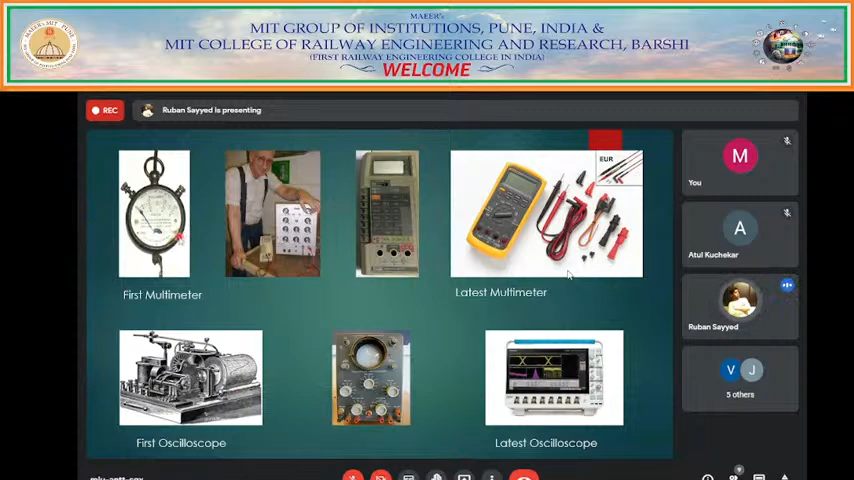 MAEER's
MIT GROUP OF INSTITUTIONS, PUNE, INDIA &
MIT COLLEGE OF RAILWAY ENGINEERING AND RESEARCH, BARSHI
(FIRST RAILWAY ENGINEERING COLLEGE IN INDIA)
WELCOME
REC
Ruban Sayyed is presenting
EUR
M
You
First Multimeter
Latest Multimeter
A
Atul Kuchekar
Ruban Sayyed
V J
5 others
First Oscilloscope
Latest Oscilloscope
9